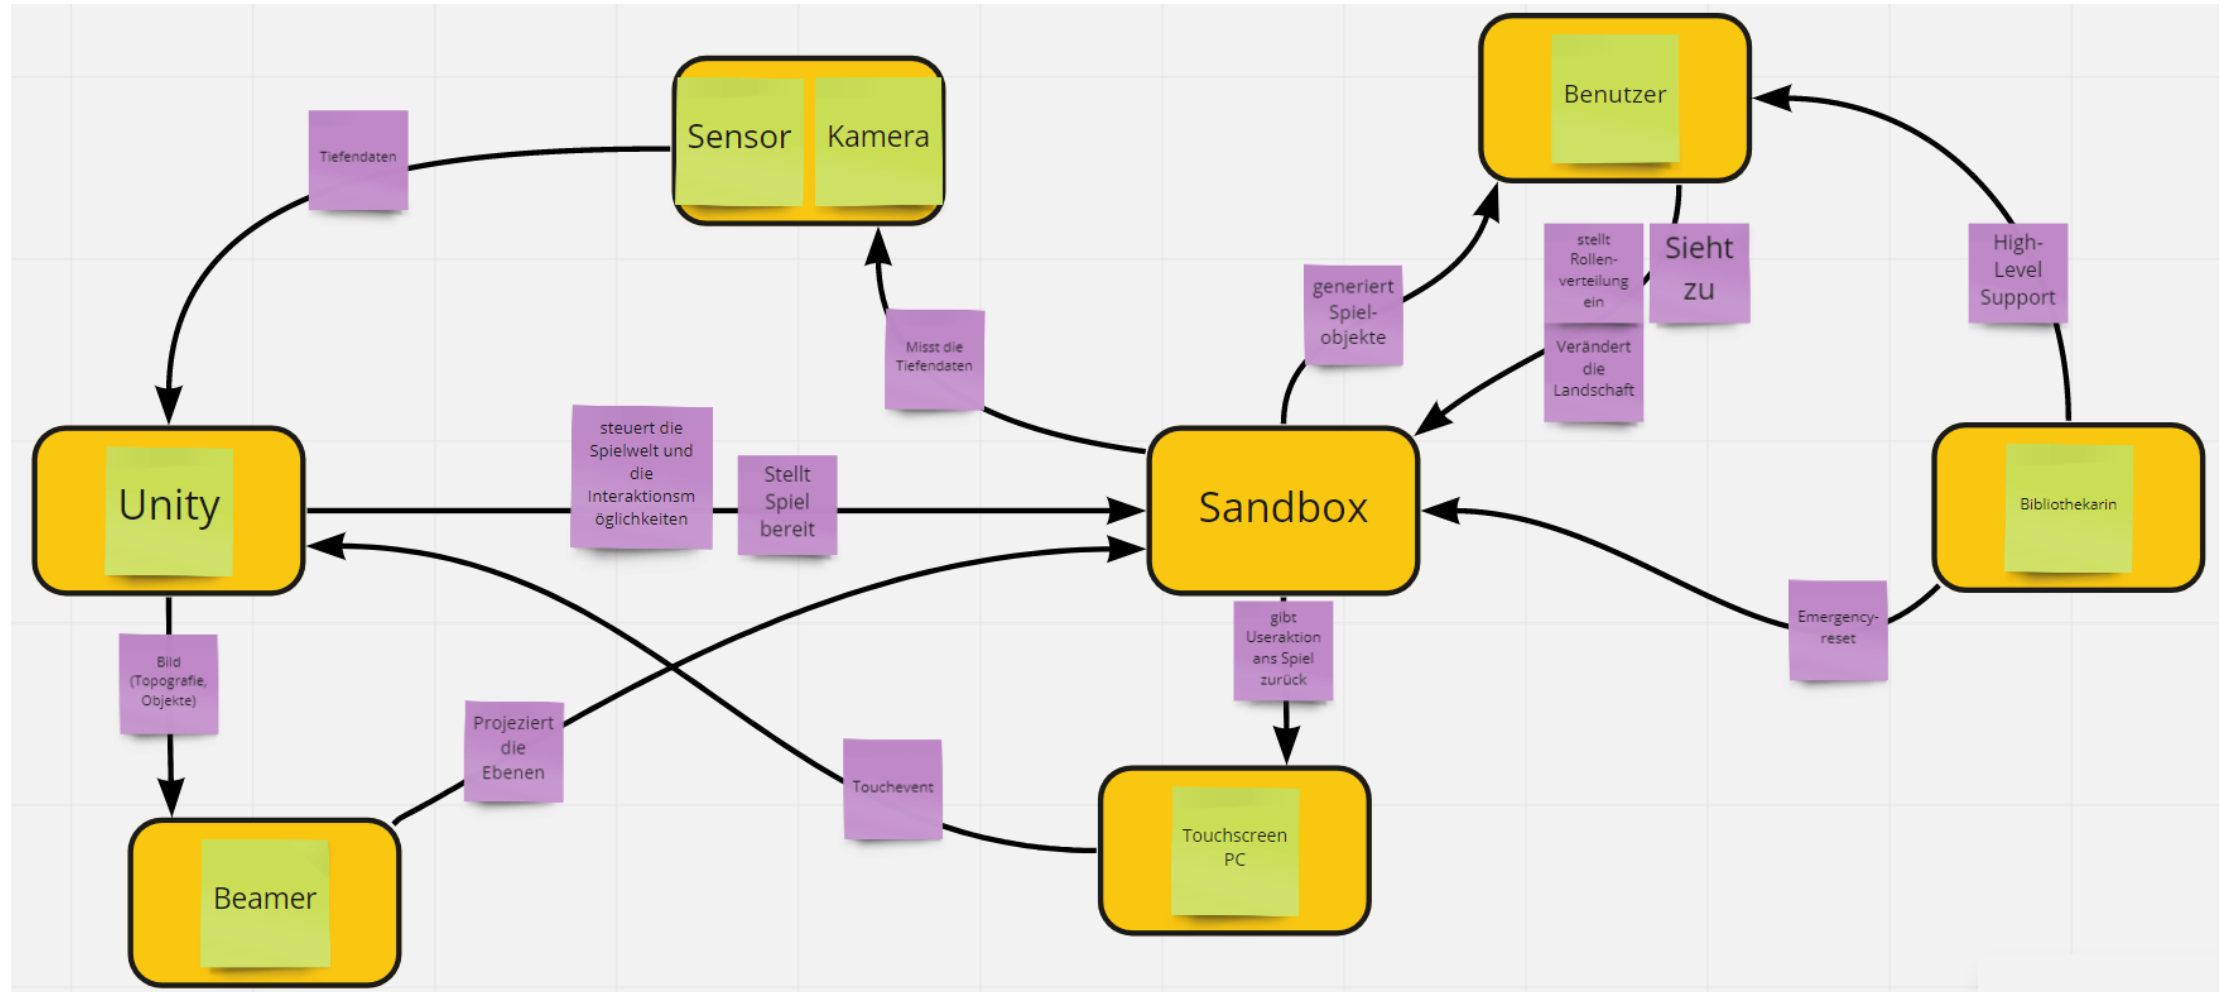 Benutzer
Sensor
Kamera
Tiefendaten
stellt
Rollen-
verteilung
ein
Sieht
zu
High-
Level
Support
generiert
Spiel-
objekte
Misst die
Tiefendaten
Verändert
die
Landschaft
steuert die
Spielwelt und
die
Interaktionsm
öglichkeiten
Stellt
Spiel
bereit
Unity
Sandbox
Bibliothekarin
Emergency-
reset
gibt
Useraktion
ans Spiel
zurück
Bild
(Topografie,
Objekte)
Projeziert
die
Ebenen
Touchevent
Touchscreen
PC
Beamer